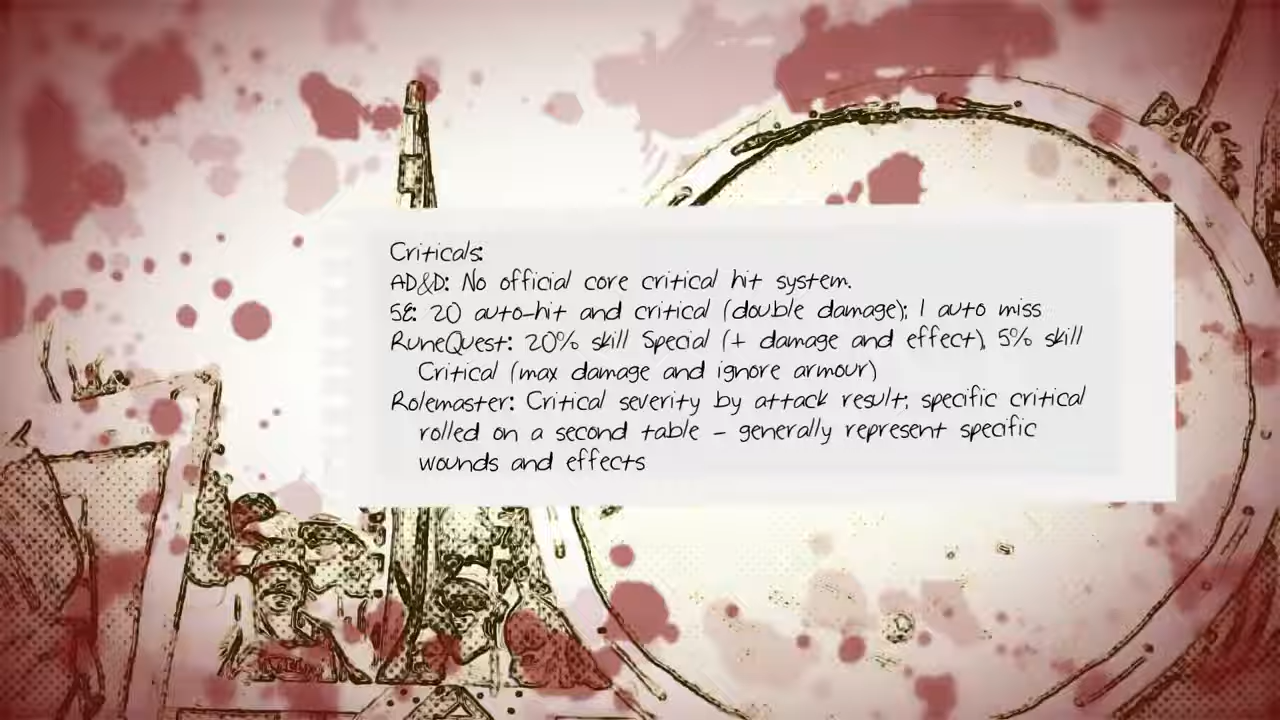 Criticals:
AD&D: No official core critical hit system.
5E: 20 auto-hit and critical (double damage); 1 auto miss
RuneQuest: 20% skill Special (+ damage and effect), 5% skill
Critical (max damage and ignore armour)
Rolemaster: Critical severity by attack result; specific critical
rolled on a second table - generally represent specific
wounds and effects